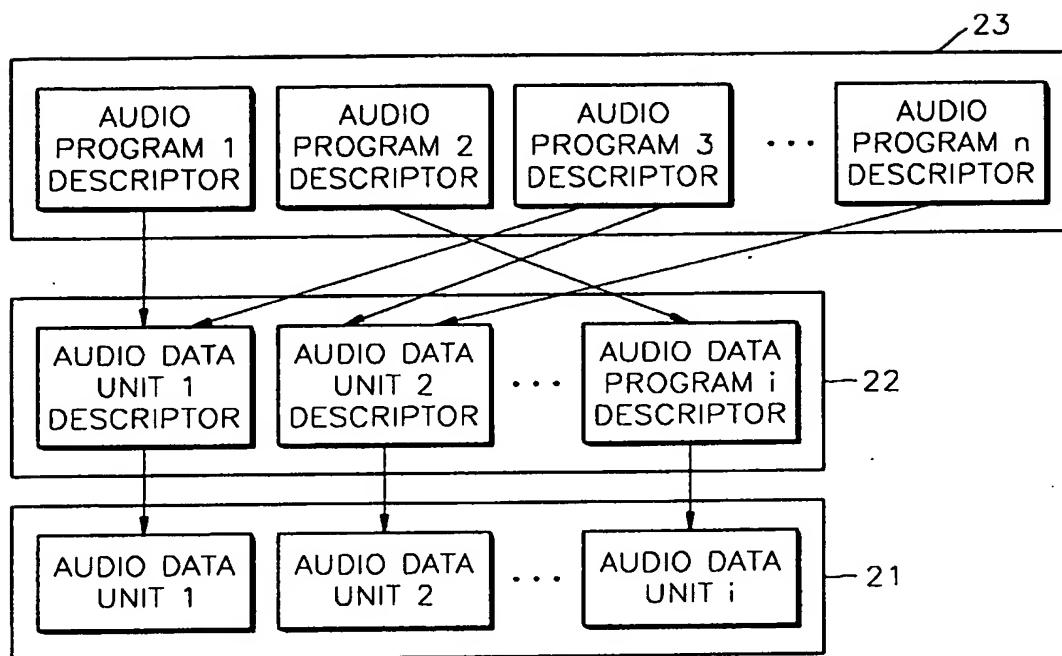 23
AUDIO
PROGRAM 1
DESCRIPTOR
AUDIO
PROGRAM 2
DESCRIPTOR
AUDIO
PROGRAM 3
DESCRIPTOR
...
AUDIO
PROGRAM n
DESCRIPTOR
AUDIO DATA
UNIT 1
DESCRIPTOR
AUDIO DATA
UNIT 2
DESCRIPTOR
...
AUDIO DATA
PROGRAM i
DESCRIPTOR
22
AUDIO DATA
UNIT 1
AUDIO DATA
UNIT 2
...
AUDIO DATA
UNIT i
21